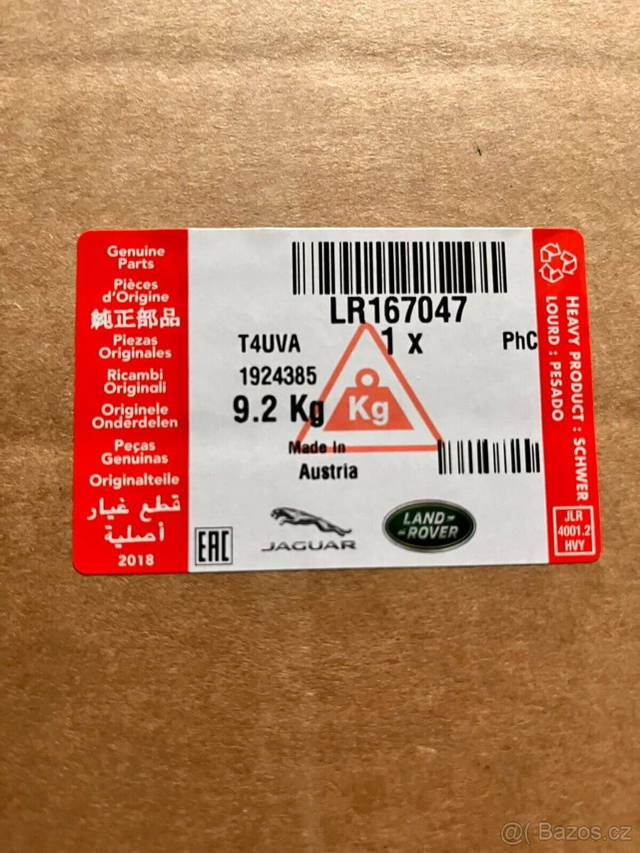 Genuine
Parts
Pièces
d'Origine
純正部品
Piezas
Originales
Ricambi
Originali
Originele
Onderdelen
Peças
Genuinas
Originalteile
قطع غيار
أصلية
2018
LR167047
T4UVA
1 x
PhC
1924385
9.2 Kg
Kg
Made In
Austria
EAC
JAGUAR
LAND-
-ROVER
HEAVY PRODUCT : SCHWER
LOURD : PESADO
JLR
4001.2
HVY
@( Bazos.cz